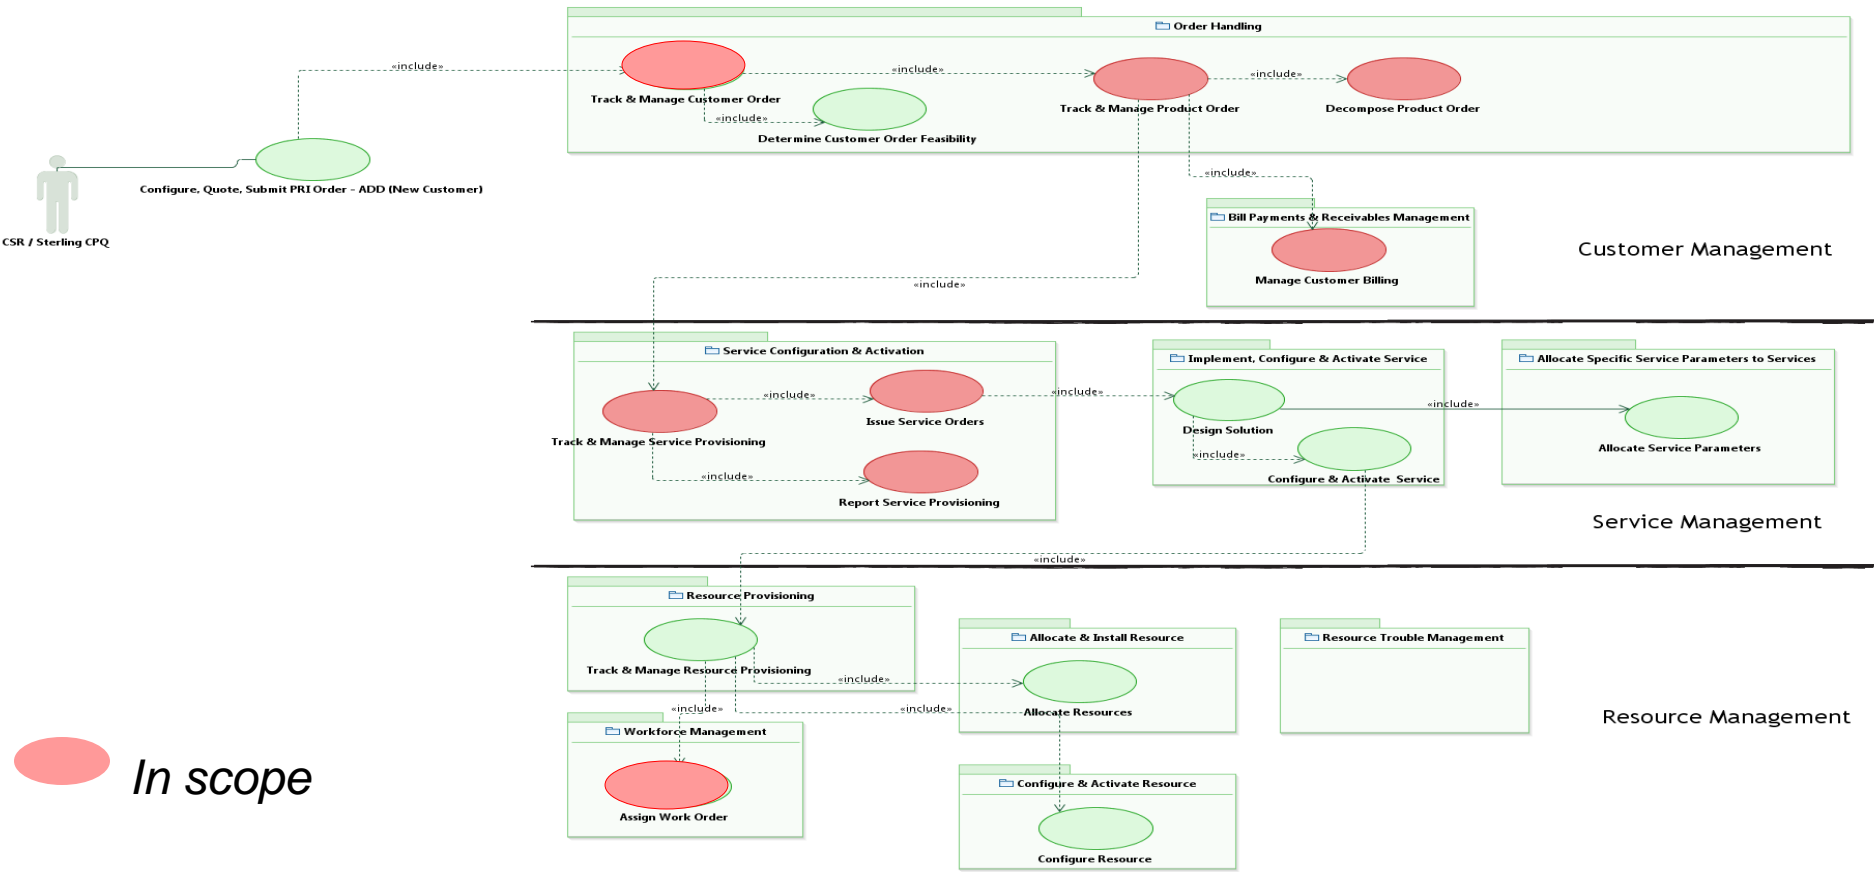 Order Handling
«include»
«include»
«include»
Track & Manage Customer Order
Track & Manage Product Order
Decompose Product Order
«include»
Determine Customer Order Feasibility
Configure, Quote, Submit PRI Order - ADD (New Customer)
CSR / Sterling CPQ
«include»
Bill Payments & Receivables Management
Manage Customer Billing
Customer Management
«include»
Service Configuration & Activation
Implement, Configure & Activate Service
Allocate Specific Service Parameters to Services
«include»
«include»
«include»
Issue Service Orders
Design Solution
Track & Manage Service Provisioning
Allocate Service Parameters
«include»
«include»
Configure & Activate Service
Report Service Provisioning
Service Management
«include»
Resource Provisioning
Allocate & Install Resource
Resource Trouble Management
Track & Manage Resource Provisioning
«include»
«include»
«include»
Allocate Resources
Resource Management
Workforce Management
In scope
Configure & Activate Resource
Assign Work Order
Configure Resource